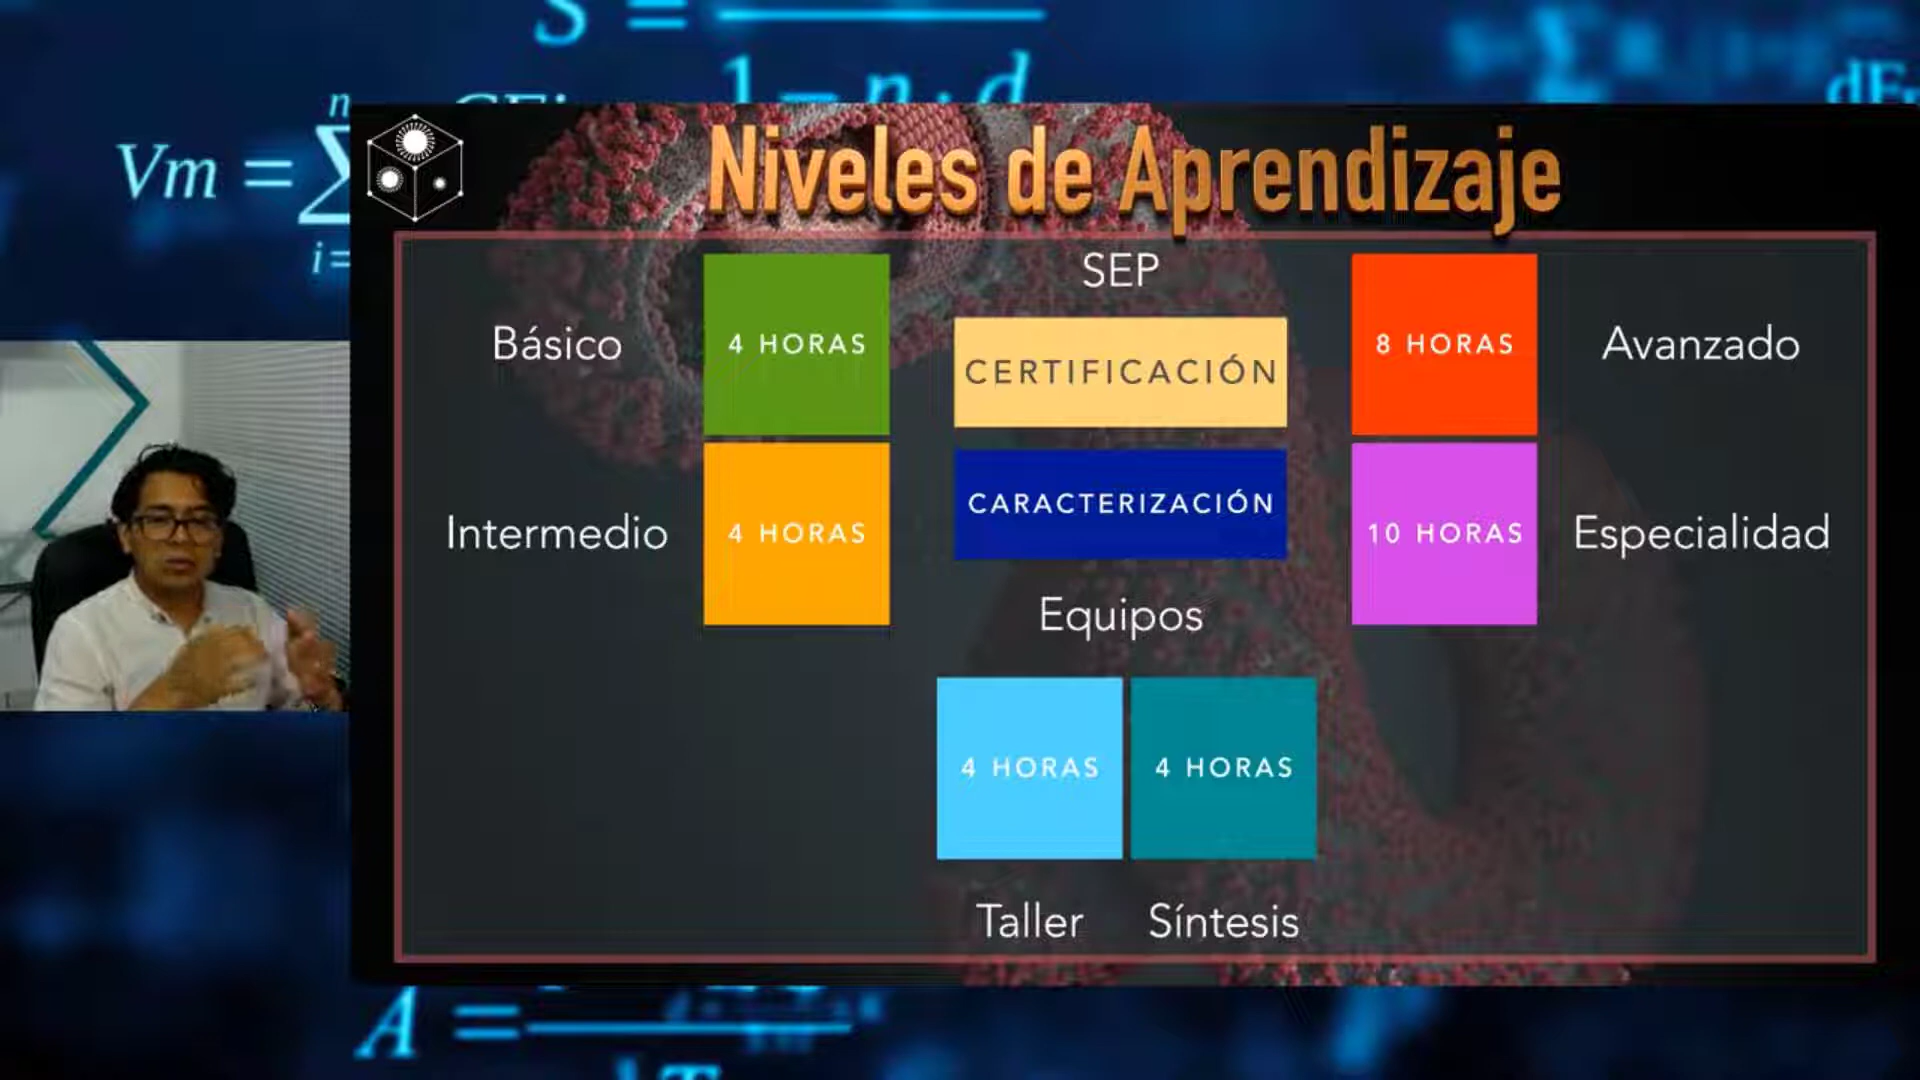 S =
1 - n · d
n
Vm = ∑
i=
Niveles de Aprendizaje
Básico
4 HORAS
SEP
CERTIFICACIÓN
8 HORAS
Avanzado
Intermedio
4 HORAS
CARACTERIZACIÓN
10 HORAS
Especialidad
Equipos
4 HORAS
4 HORAS
Taller
Síntesis
A =